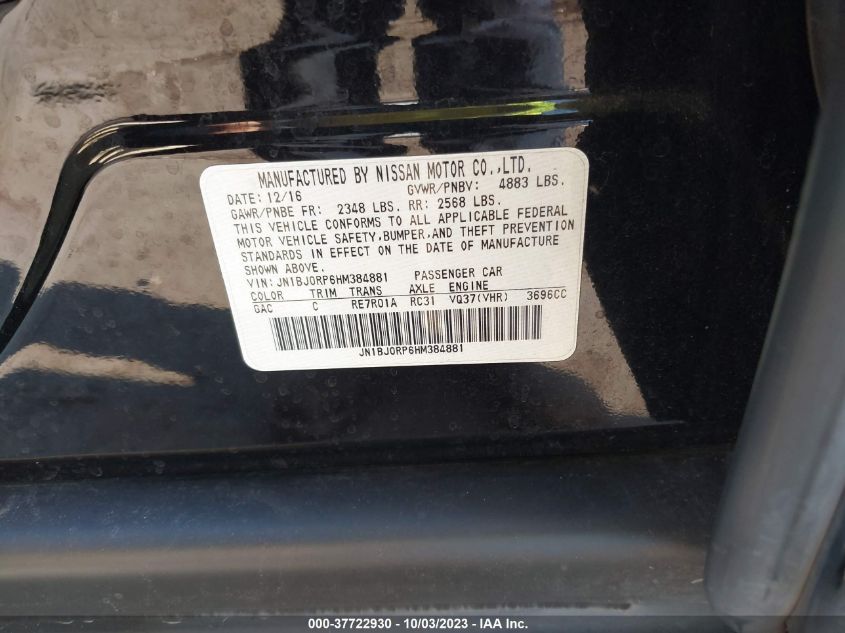 MANUFACTURED BY NISSAN MOTOR CO.,LTD.
DATE: 12/16 GVWR/PNBV: 4883 LBS.
GAWR/PNBE FR: 2348 LBS. RR: 2568 LBS.
THIS VEHICLE CONFORMS TO ALL APPLICABLE FEDERAL
MOTOR VEHICLE SAFETY,BUMPER,AND THEFT PREVENTION
STANDARDS IN EFFECT ON THE DATE OF MANUFACTURE
SHOWN ABOVE.
VIN: JN1BJ0RP6HM384881 PASSENGER CAR
COLOR TRIM TRANS AXLE ENGINE
GAC C RE7R01A RC31 VQ37(VHR) 3696CC
JN1BJ0RP6HM384881
000-37722930 - 10/03/2023 - IAA Inc.